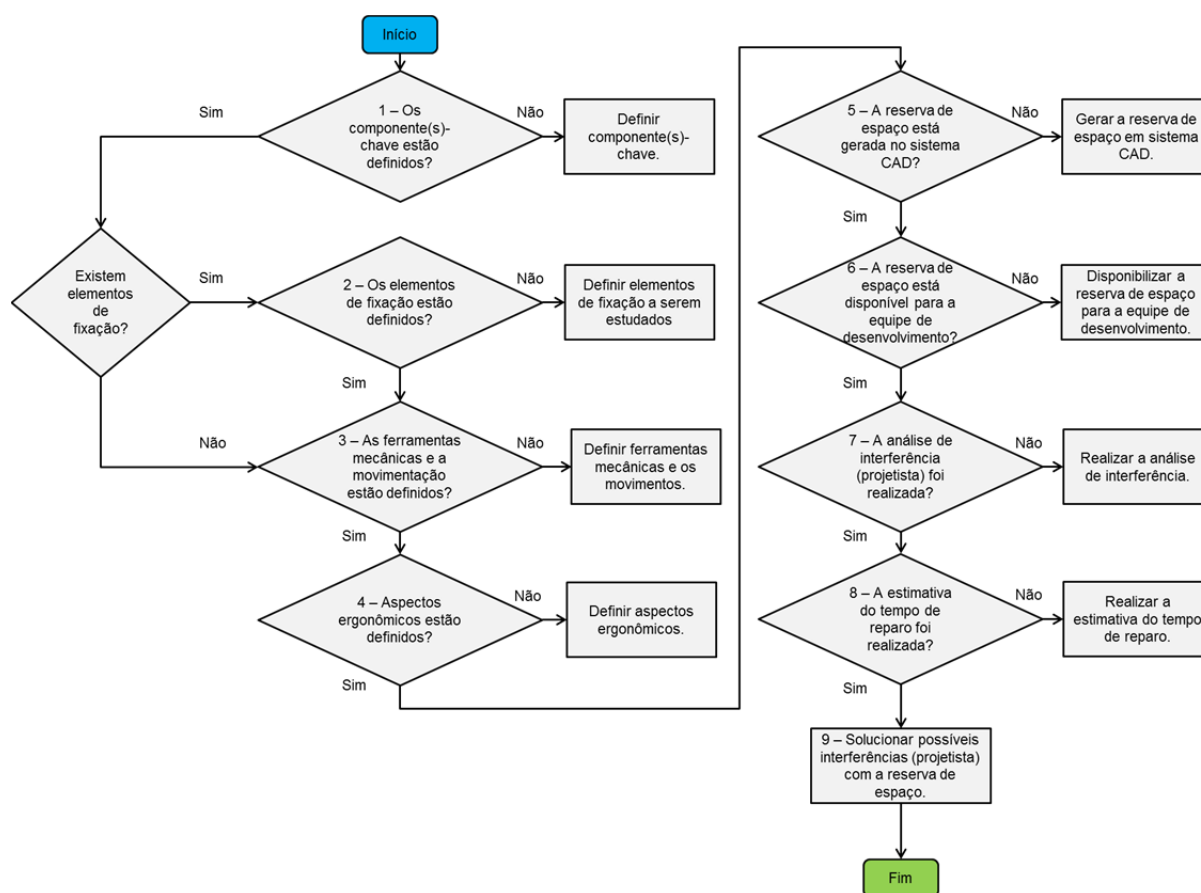 Início
Sim
1 – Os
componente(s)-
chave estão
definidos?
Não
Definir
componente(s)-
chave.
Existem
elementos
de
fixação?
Sim
2 – Os elementos
de fixação estão
definidos?
Não
Definir elementos
de fixação a serem
estudados
Sim
Não
3 – As ferramentas
mecânicas e a
movimentação
estão definidos?
Não
Definir ferramentas
mecânicas e os
movimentos.
Sim
4 – Aspectos
ergonômicos estão
definidos?
Não
Definir aspectos
ergonômicos.
Sim
5 – A reserva de
espaço está
gerada no sistema
CAD?
Não
Gerar a reserva de
espaço em sistema
CAD.
Sim
6 – A reserva de
espaço está
disponível para a
equipe de
desenvolvimento?
Não
Disponibilizar a
reserva de espaço
para a equipe de
desenvolvimento.
Sim
7 – A análise de
interferência
(projetista) foi
realizada?
Não
Realizar a análise
de interferência.
Sim
8 – A estimativa
do tempo de
reparo foi
realizada?
Não
Realizar a
estimativa do tempo
de reparo.
Sim
9 – Solucionar possíveis
interferências (projetista)
com a reserva de
espaço.
Fim